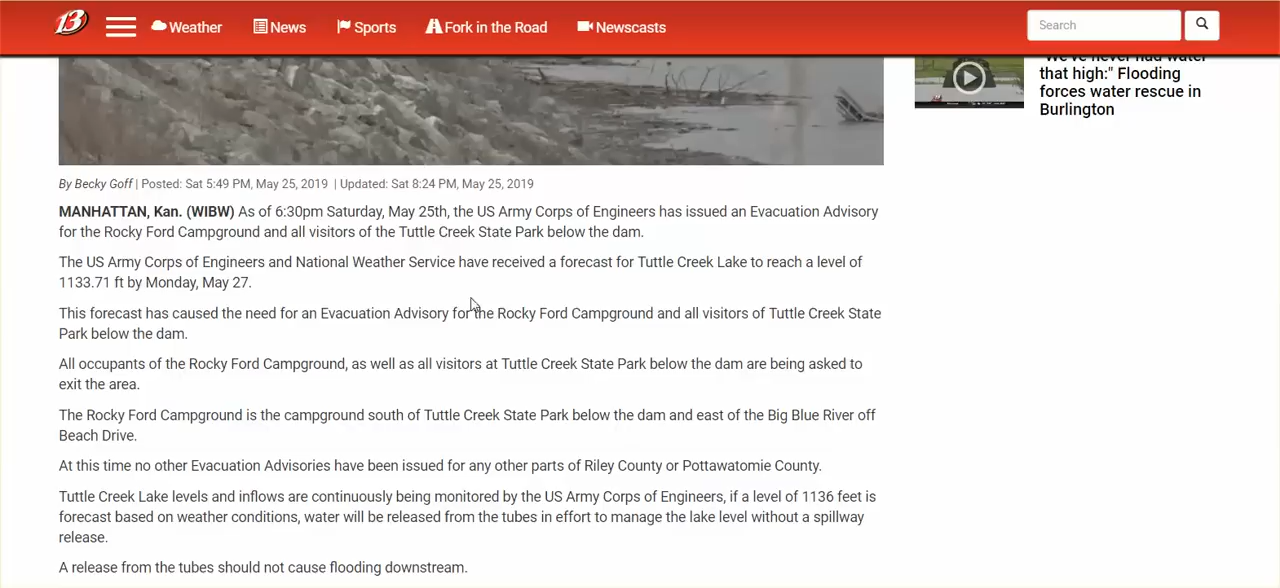 13 Weather News Sports Fork in the Road Newscasts Search
"We've never had water
that high:" Flooding
forces water rescue in
Burlington
By Becky Goff | Posted: Sat 5:49 PM, May 25, 2019 | Updated: Sat 8:24 PM, May 25, 2019
MANHATTAN, Kan. (WIBW) As of 6:30pm Saturday, May 25th, the US Army Corps of Engineers has issued an Evacuation Advisory
for the Rocky Ford Campground and all visitors of the Tuttle Creek State Park below the dam.
The US Army Corps of Engineers and National Weather Service have received a forecast for Tuttle Creek Lake to reach a level of
1133.71 ft by Monday, May 27.
This forecast has caused the need for an Evacuation Advisory for the Rocky Ford Campground and all visitors of Tuttle Creek State
Park below the dam.
All occupants of the Rocky Ford Campground, as well as all visitors at Tuttle Creek State Park below the dam are being asked to
exit the area.
The Rocky Ford Campground is the campground south of Tuttle Creek State Park below the dam and east of the Big Blue River off
Beach Drive.
At this time no other Evacuation Advisories have been issued for any other parts of Riley County or Pottawatomie County.
Tuttle Creek Lake levels and inflows are continuously being monitored by the US Army Corps of Engineers, if a level of 1136 feet is
forecast based on weather conditions, water will be released from the tubes in effort to manage the lake level without a spillway
release.
A release from the tubes should not cause flooding downstream.